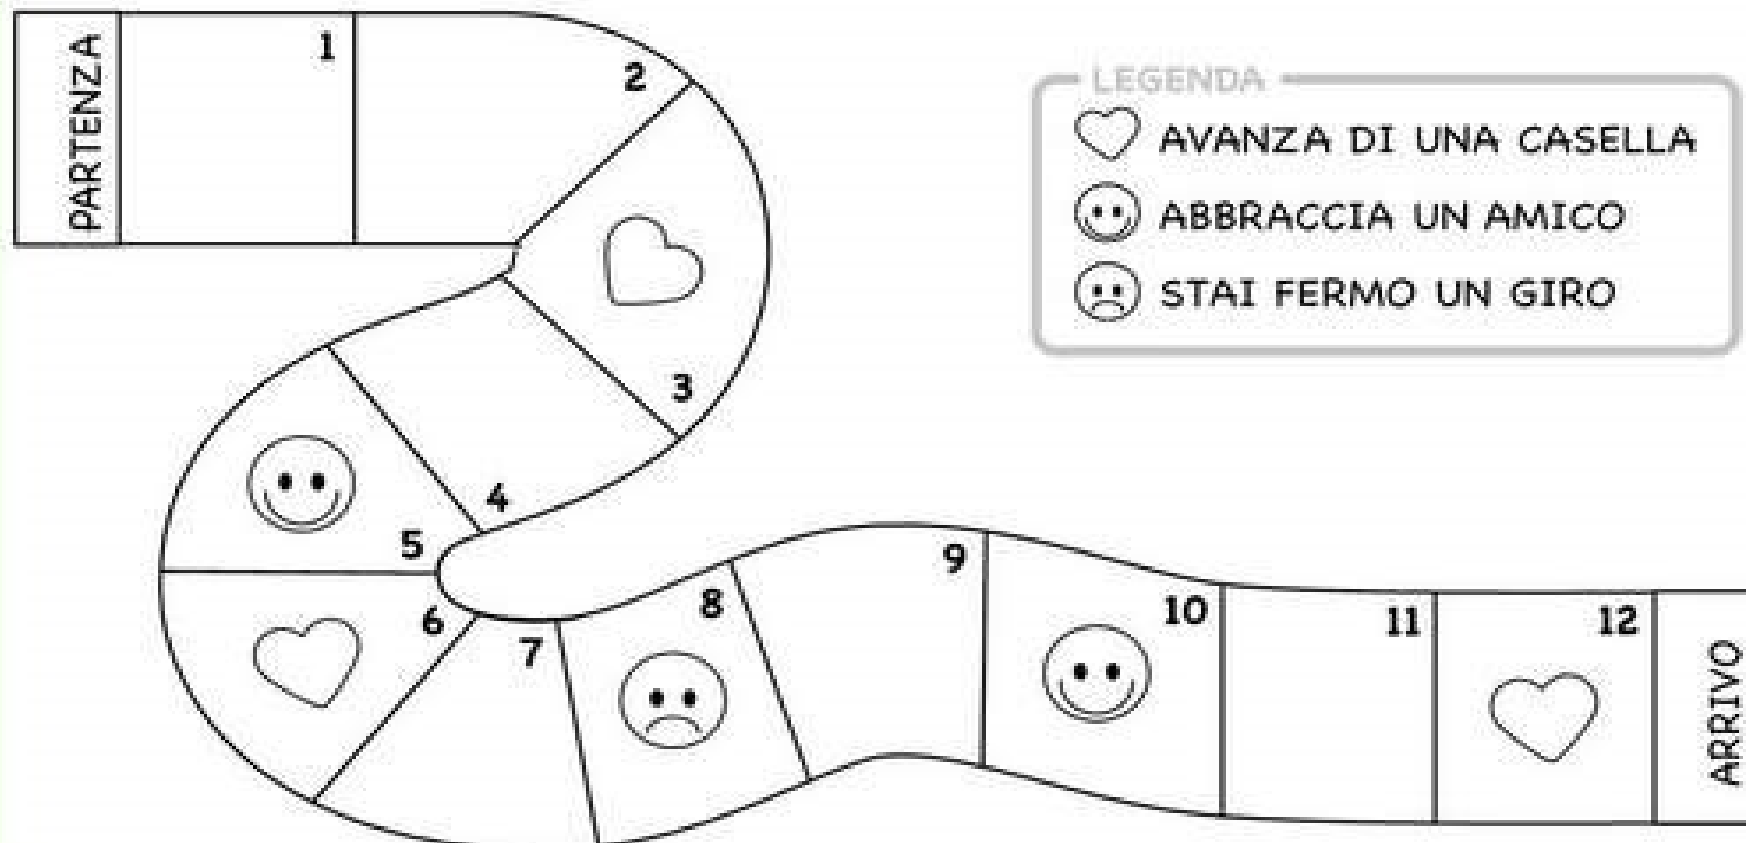 PARTENZA
1
2
3
4
5
6
7
8
9
10
11
12
ARRIVO
LEGENDA
AVANZA DI UNA CASELLA
ABBRACCIA UN AMICO
STAI FERMO UN GIRO